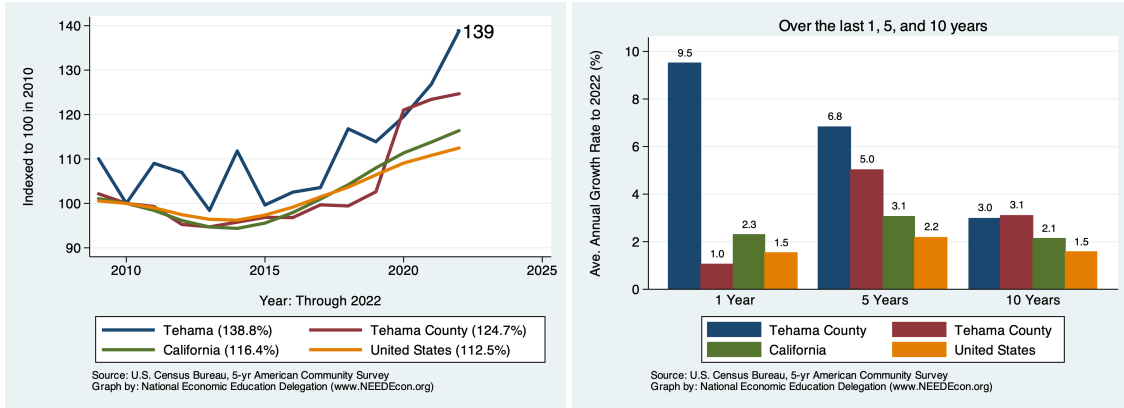 Indexed to 100 in 2010
140
130
120
110
100
90
139
2010
2015
2020
2025
Year: Through 2022
Tehama (138.8%)
Tehama County (124.7%)
California (116.4%)
United States (112.5%)
Source: U.S. Census Bureau, 5-yr American Community Survey
Graph by: National Economic Education Delegation (www.NEEDEcon.org)
Over the last 1, 5, and 10 years
Ave. Annual Growth Rate to 2022 (%)
10
8
6
4
2
0
9.5
1.0
2.3
1.5
6.8
5.0
3.1
2.2
3.0
3.1
2.1
1.5
1 Year
5 Years
10 Years
Tehama County
Tehama County
California
United States
Source: U.S. Census Bureau, 5-yr American Community Survey
Graph by: National Economic Education Delegation (www.NEEDEcon.org)